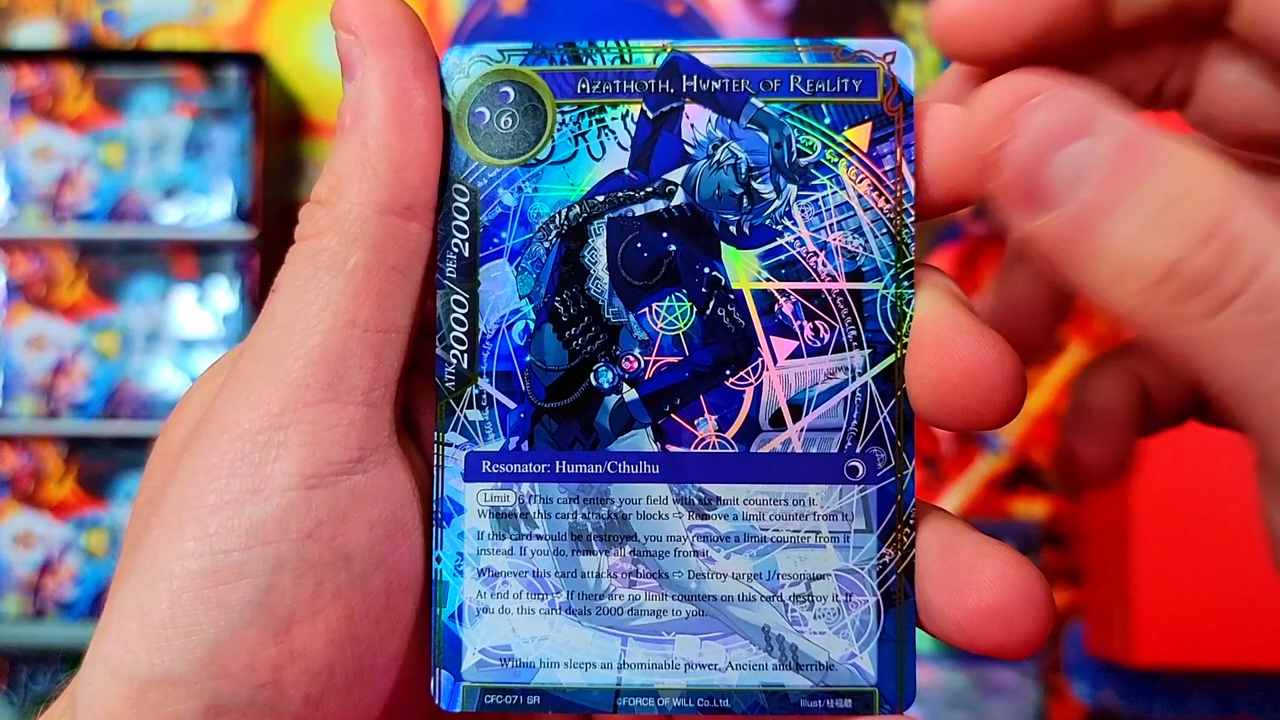 AZATHOTH, HUNTER OF REALITY
6
ATK 2000/ DEF 2000
Resonator: Human/Cthulhu
Limit 6 (This card enters your field with six limit counters on it.
Whenever this card attacks or blocks ⇨ Remove a limit counter from it.)
If this card would be destroyed, you may remove a limit counter from it
instead. If you do, remove all damage from it.
Whenever this card attacks or blocks ⇨ Destroy target J/resonator.
At end of turn ⇨ If there are no limit counters on this card, destroy it. If
you do, this card deals 2000 damage to you.
Within him sleeps an abominable power. Ancient and terrible.
CFC-071 SR ©FORCE OF WILL Co.,Ltd. Illust/桂福蔵